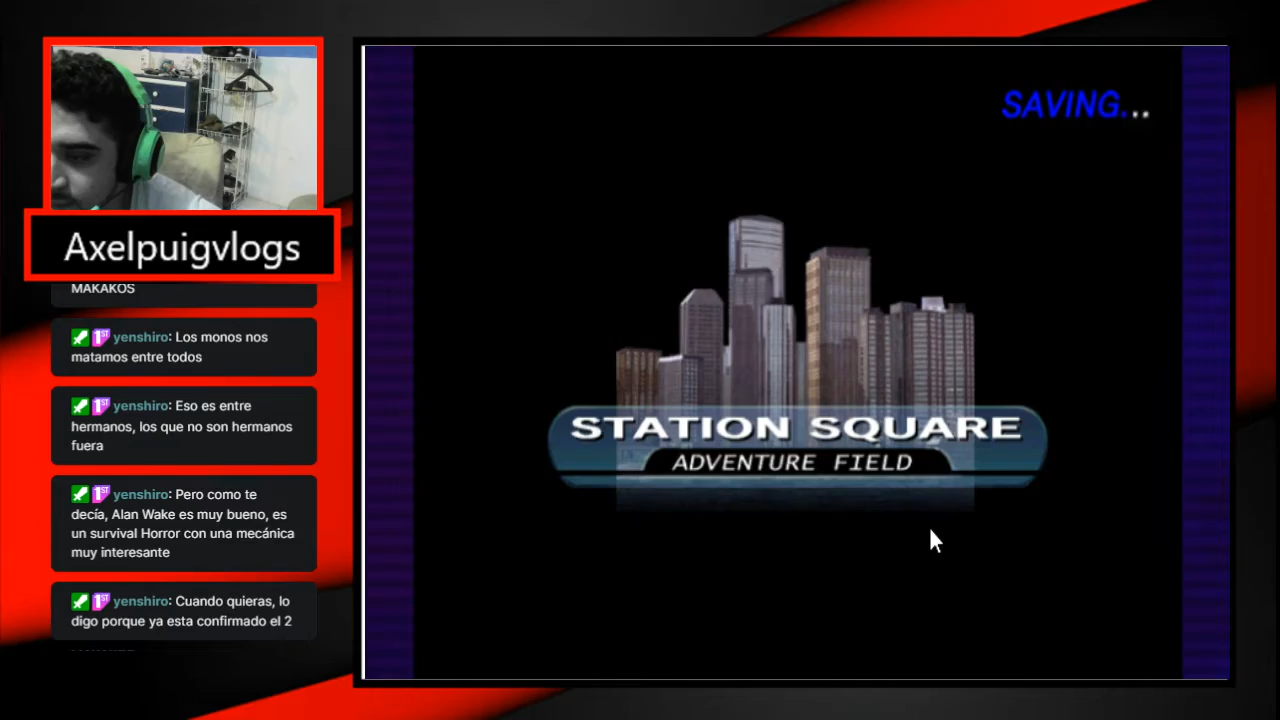 SAVING...
Axelpuigvlogs
MAKAKOS
yenshiro: Los monos nos
matamos entre todos
yenshiro: Eso es entre
hermanos, los que no son hermanos
fuera
yenshiro: Pero como te
decía, Alan Wake es muy bueno, es
un survival Horror con una mecánica
muy interesante
yenshiro: Cuando quieras, lo
digo porque ya esta confirmado el 2
STATION SQUARE
ADVENTURE FIELD